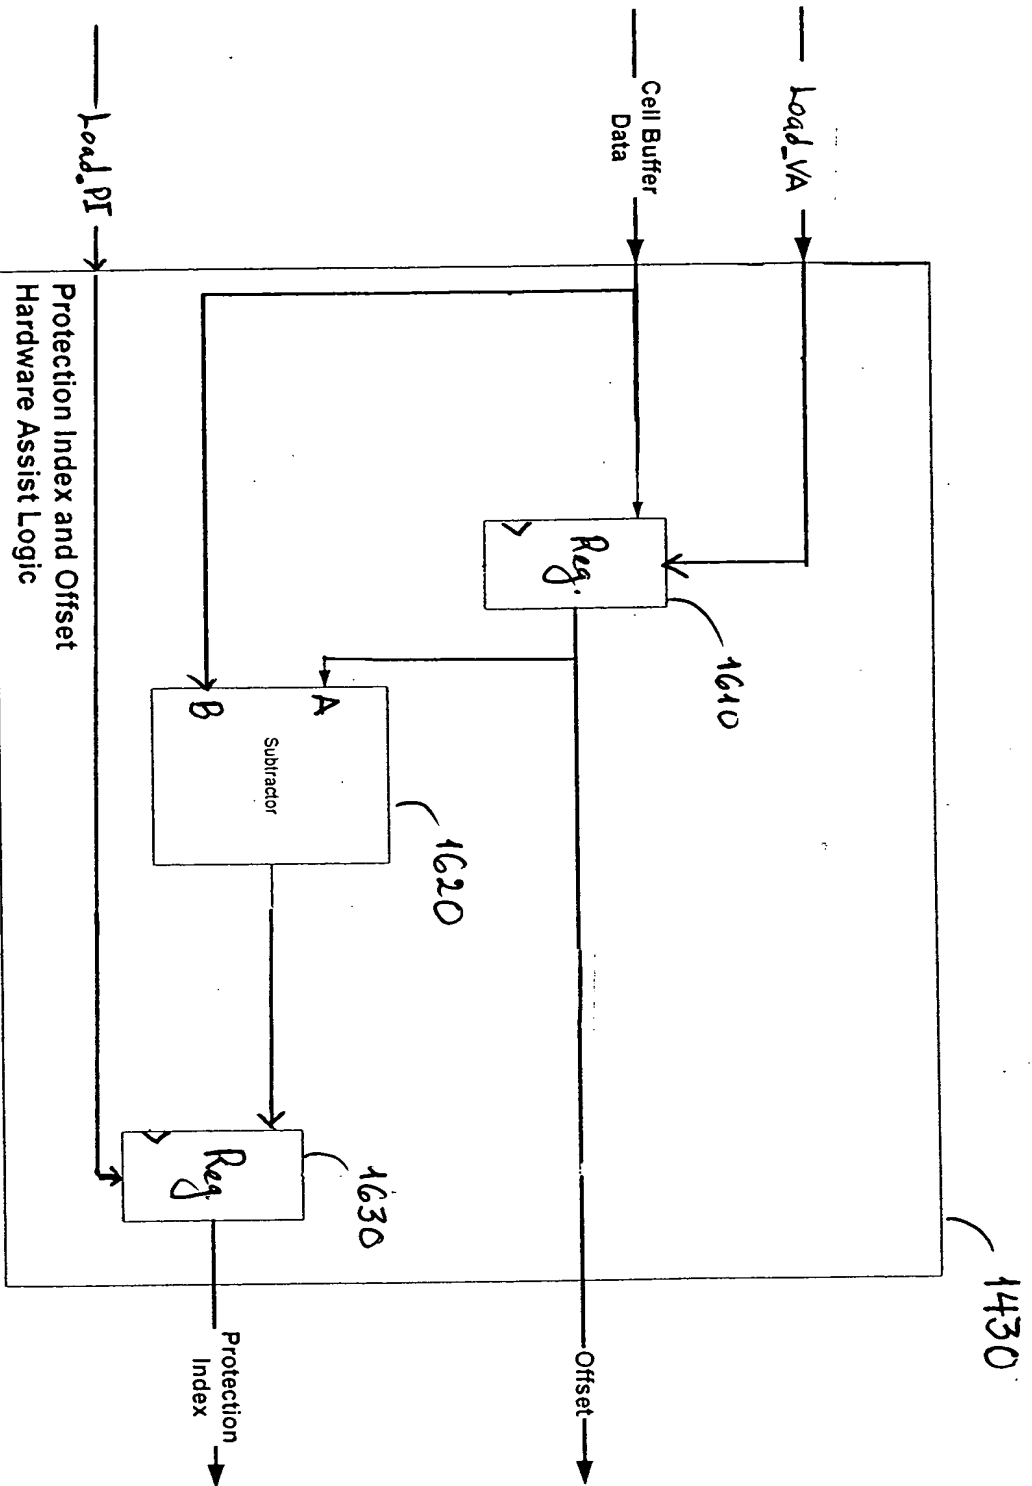 1430
Load_VA
1610
Cell Buffer
Data
Reg.
Offset
1620
A
Subtractor
B
1630
Reg.
Protection
Index
Load_PI
Protection Index and Offset
Hardware Assist Logic